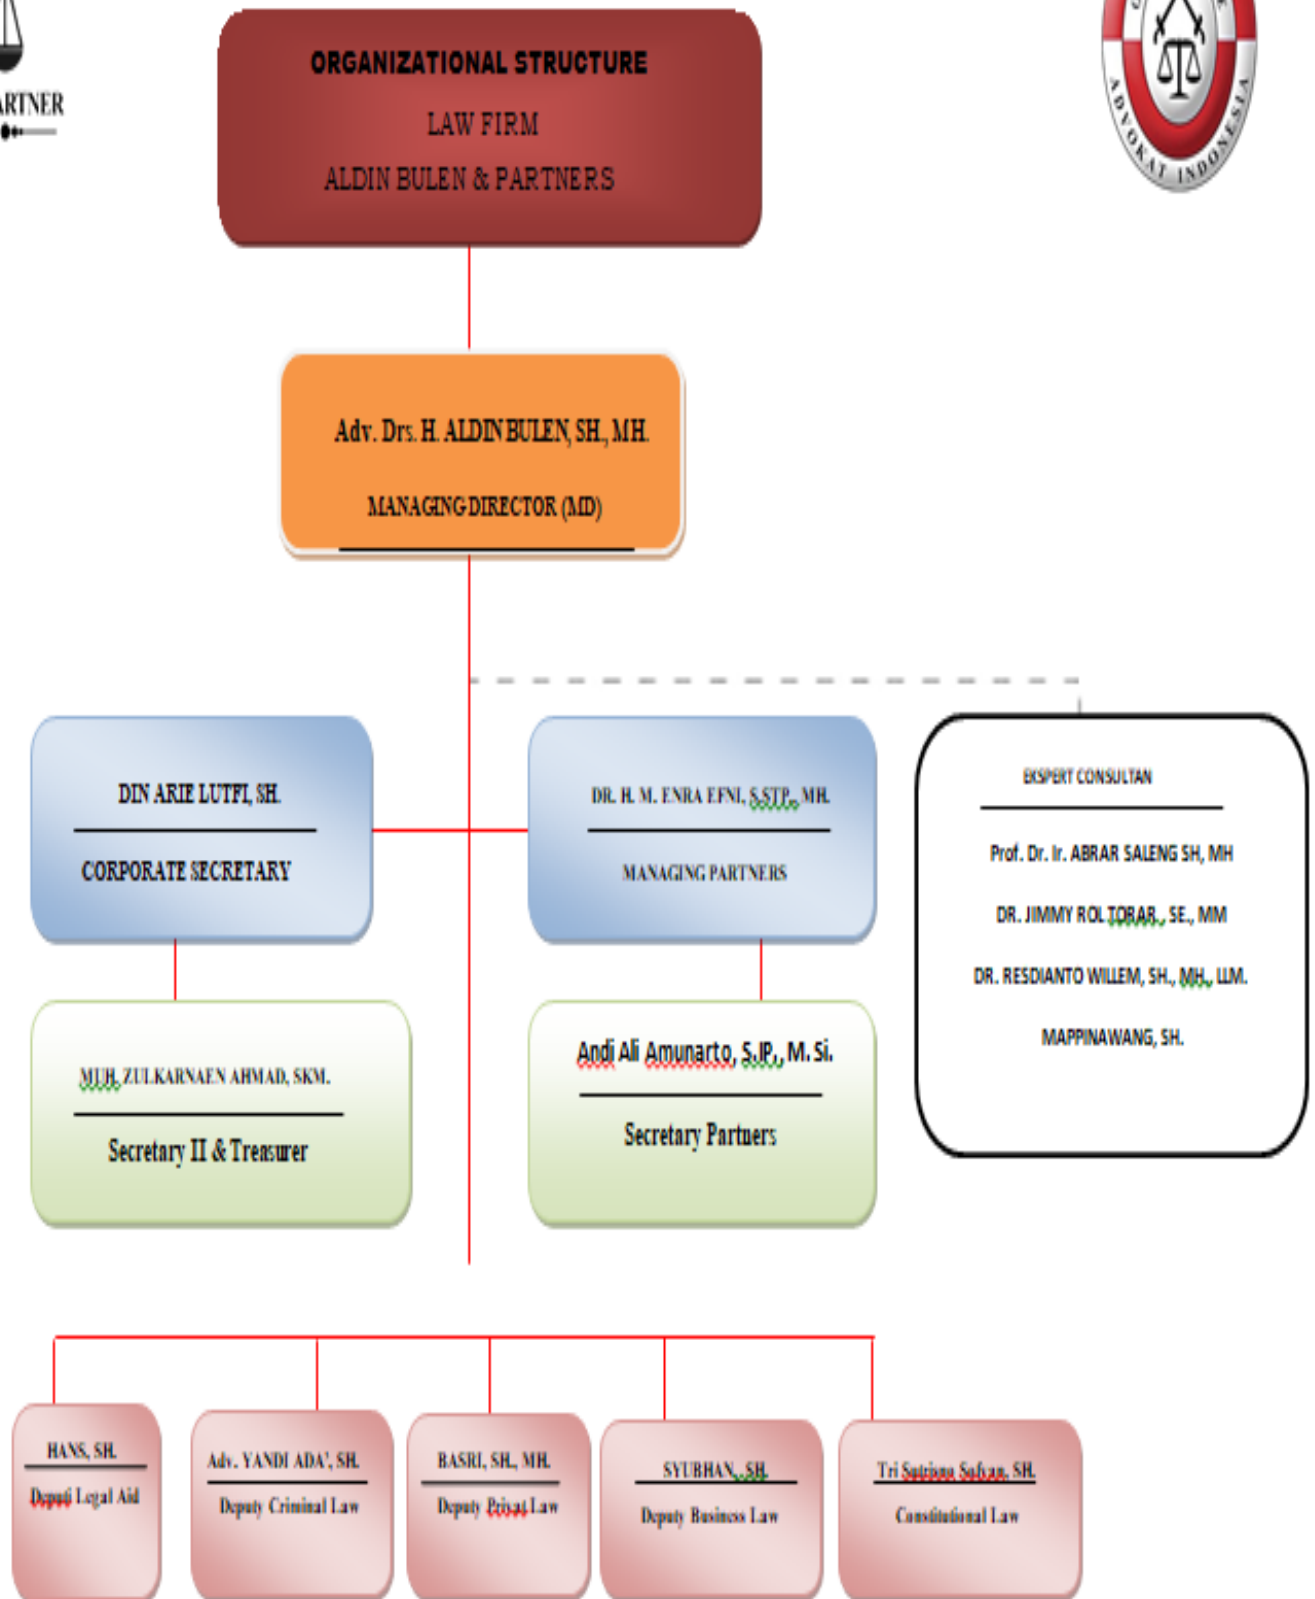 ORGANIZATIONAL STRUCTURE
LAW FIRM
ALDIN BULEN & PARTNERS
ARTNER
ADVOKAT INDONESIA
Adv. Drs. H. ALDIN BULEN, SH., MH.
MANAGING DIRECTOR (MD)
DIN ARIE LUTFI, SH.
CORPORATE SECRETARY
DR. H. M. ENRA EFNI, S.STP., MH.
MANAGING PARTNERS
EKSPERT CONSULTAN
Prof. Dr. Ir. ABRAR SALENG SH, MH
DR. JIMMY ROL TOBAR , SE., MM
DR. RESDIANTO WILLEM, SH., MH., LLM.
MAPPINAWANG, SH.
MUH. ZULKARNAEN AHMAD, SKM.
Secretary II & Treasurer
Andi Ali Amunarto, S.IP., M. Si.
Secretary Partners
HANS, SH.
Deputi Legal Aid
Adv. YANDI ADA', SH.
Deputy Criminal Law
BASRI, SH., MH.
Deputy Privat Law
SYUBHAN, SH.
Deputy Business Law
Tri Sutrisno Sofyan, SH.
Constitutional Law